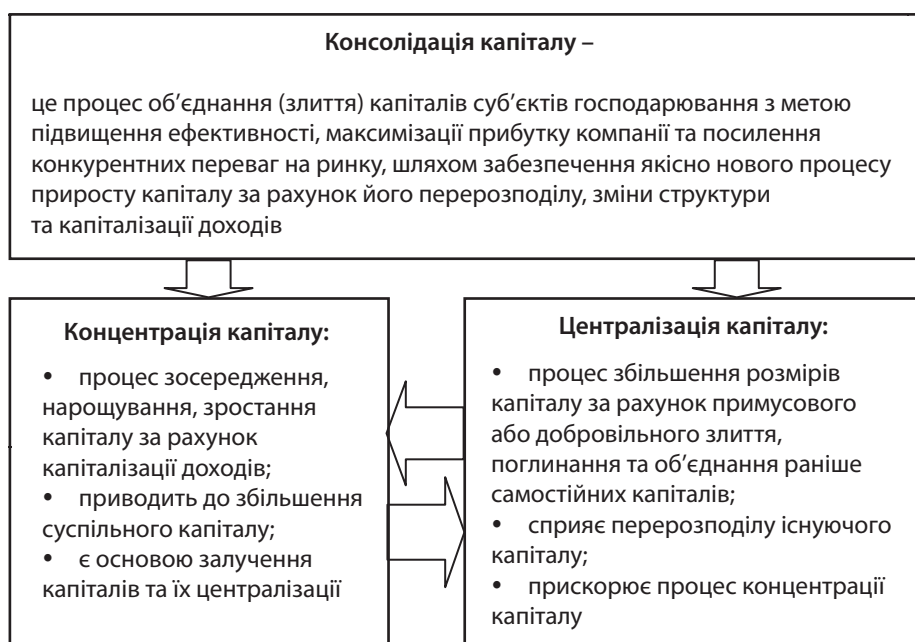 Консолідація капіталу –
це процес об’єднання (злиття) капіталів суб’єктів господарювання з метою
підвищення ефективності, максимізації прибутку компанії та посилення
конкурентних переваг на ринку, шляхом забезпечення якісно нового процесу
приросту капіталу за рахунок його перерозподілу, зміни структури
та капіталізації доходів
Концентрація капіталу:
• процес зосередження,
нарощування, зростання
капіталу за рахунок
капіталізації доходів;
• приводить до збільшення
суспільного капіталу;
• є основою залучення
капіталів та їх централізації
Централізація капіталу:
• процес збільшення розмірів
капіталу за рахунок примусового
або добровільного злиття,
поглинання та об’єднання раніше
самостійних капіталів;
• сприяє перерозподілу існуючого
капіталу;
• прискорює процес концентрації
капіталу